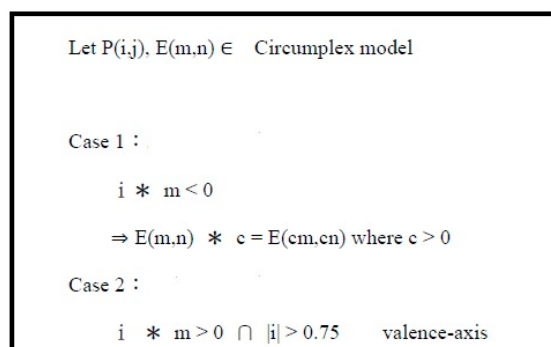 Let P(i,j), E(m,n) ∈ Circumplex model
Case 1：
i ＊ m < 0
⇒ E(m,n) ＊ c = E(cm,cn) where c > 0
Case 2：
i ＊ m > 0 ∩ |i| > 0.75 valence-axis